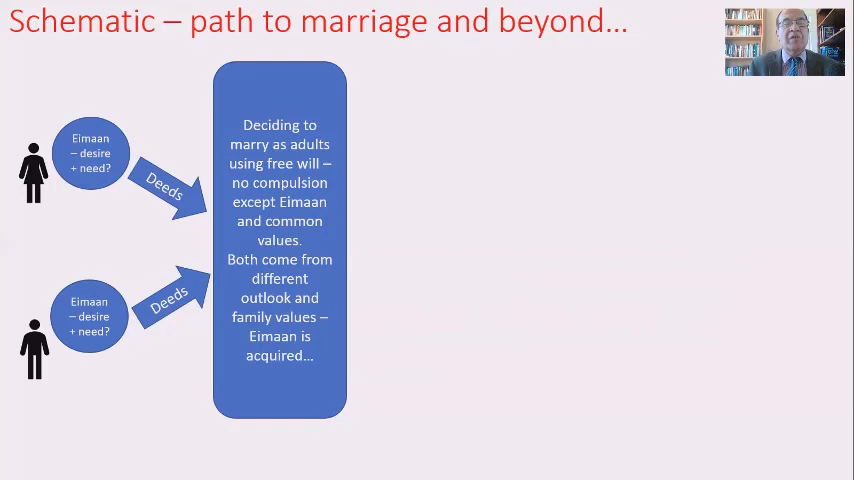 Schematic – path to marriage and beyond...
Eimaan
– desire
+ need?
Deeds
Deciding to
marry as adults
using free will –
no compulsion
except Eimaan
and common
values.
Both come from
different
outlook and
family values –
Eimaan is
acquired...
Eimaan
– desire
+ need?
Deeds